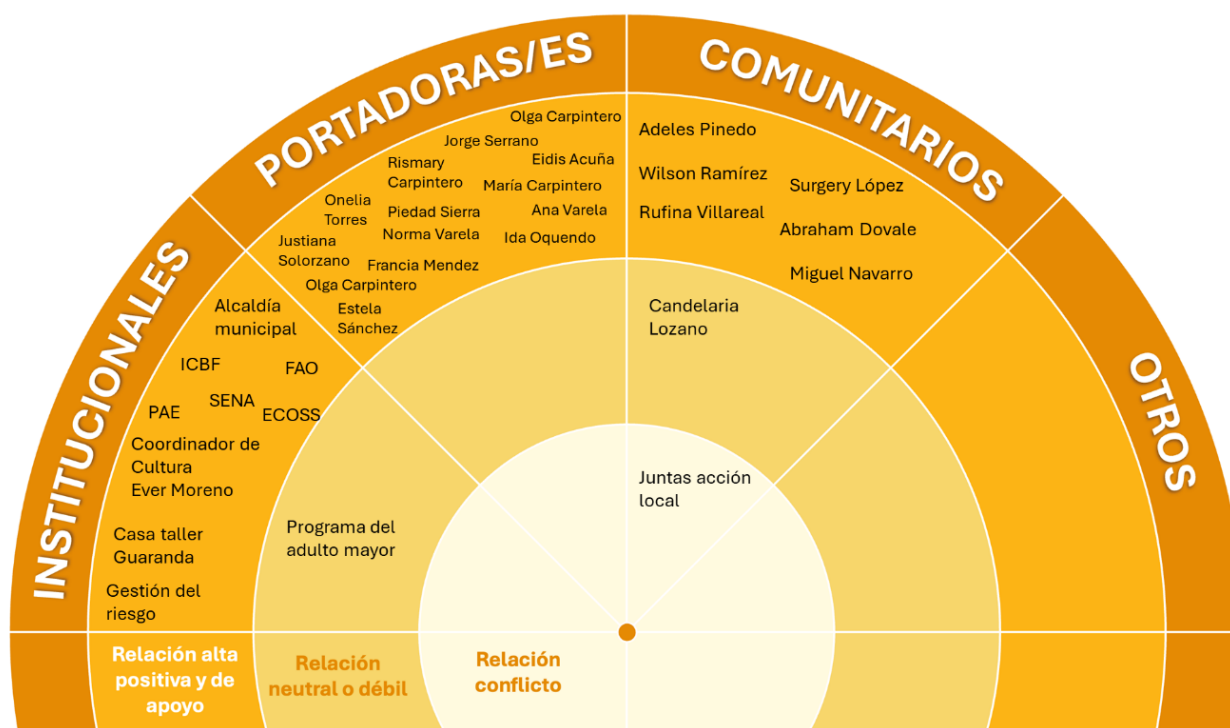 INSTITUCIONALES
PORTADORAS/ES
COMUNITARIOS
OTROS
Olga Carpintero
Jorge Serrano
Eidis Acuña
Rismary
Carpintero
María Carpintero
Onelia
Torres
Piedad Sierra
Ana Varela
Norma Varela
Ida Oquendo
Justiana
Solorzano
Francia Mendez
Olga Carpintero
Estela
Sánchez
Adeles Pinedo
Wilson Ramírez
Surgery López
Rufina Villareal
Abraham Dovale
Miguel Navarro
Candelaria
Lozano
Juntas acción
local
Alcaldía
municipal
ICBF
FAO
SENA
PAE
ECOSS
Coordinador de
Cultura
Ever Moreno
Casa taller
Guaranda
Gestión del
riesgo
Programa del
adulto mayor
Relación alta
positiva y de
apoyo
Relación
neutral o débil
Relación
conflicto